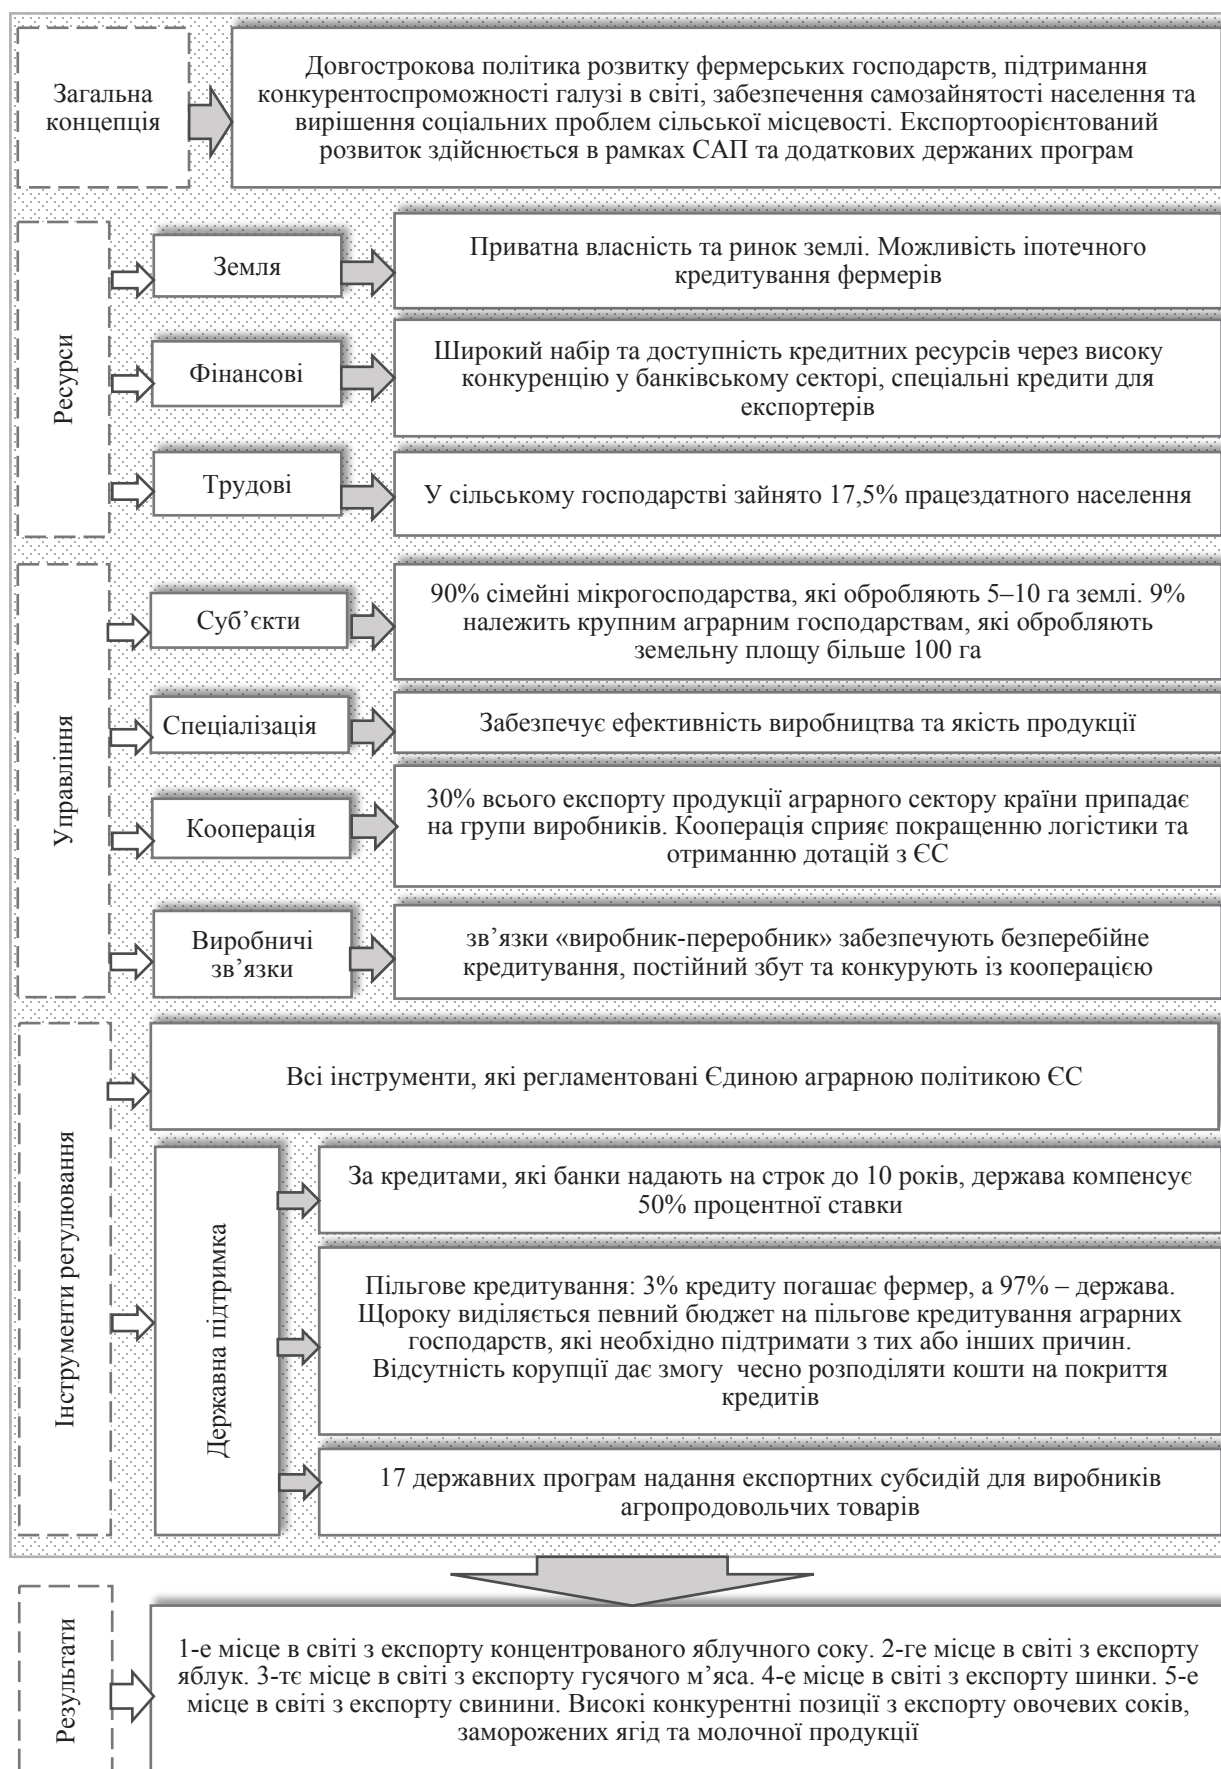 Загальна
концепція
Довгострокова політика розвитку фермерських господарств, підтримання
конкурентоспроможності галузі в світі, забезпечення самозайнятості населення та
вирішення соціальних проблем сільської місцевості. Експортоорієнтований
розвиток здійснюється в рамках САП та додаткових держаних програм
Ресурси
Земля
Приватна власність та ринок землі. Можливість іпотечного
кредитування фермерів
Фінансові
Широкий набір та доступність кредитних ресурсів через високу
конкуренцію у банківському секторі, спеціальні кредити для
експортерів
Трудові
У сільському господарстві зайнято 17,5% працездатного населення
Управління
Суб’єкти
90% сімейні мікрогосподарства, які обробляють 5–10 га землі. 9%
належить крупним аграрним господарствам, які обробляють
земельну площу більше 100 га
Спеціалізація
Забезпечує ефективність виробництва та якість продукції
Кооперація
30% всього експорту продукції аграрного сектору країни припадає
на групи виробників. Кооперація сприяє покращенню логістики та
отриманню дотацій з ЄС
Виробничі
зв’язки
зв’язки «виробник-переробник» забезпечують безперебійне
кредитування, постійний збут та конкурують із кооперацією
Інструменти регулювання
Всі інструменти, які регламентовані Єдиною аграрною політикою ЄС
Державна підтримка
За кредитами, які банки надають на строк до 10 років, держава компенсує
50% процентної ставки
Пільгове кредитування: 3% кредиту погашає фермер, а 97% – держава.
Щороку виділяється певний бюджет на пільгове кредитування аграрних
господарств, які необхідно підтримати з тих або інших причин.
Відсутність корупції дає змогу чесно розподіляти кошти на покриття
кредитів
17 державних програм надання експортних субсидій для виробників
агропродовольчих товарів
Результати
1-е місце в світі з експорту концентрованого яблучного соку. 2-ге місце в світі з експорту
яблук. 3-тє місце в світі з експорту гусячого м’яса. 4-е місце в світі з експорту шинки. 5-е
місце в світі з експорту свинини. Високі конкурентні позиції з експорту овочевих соків,
заморожених ягід та молочної продукції